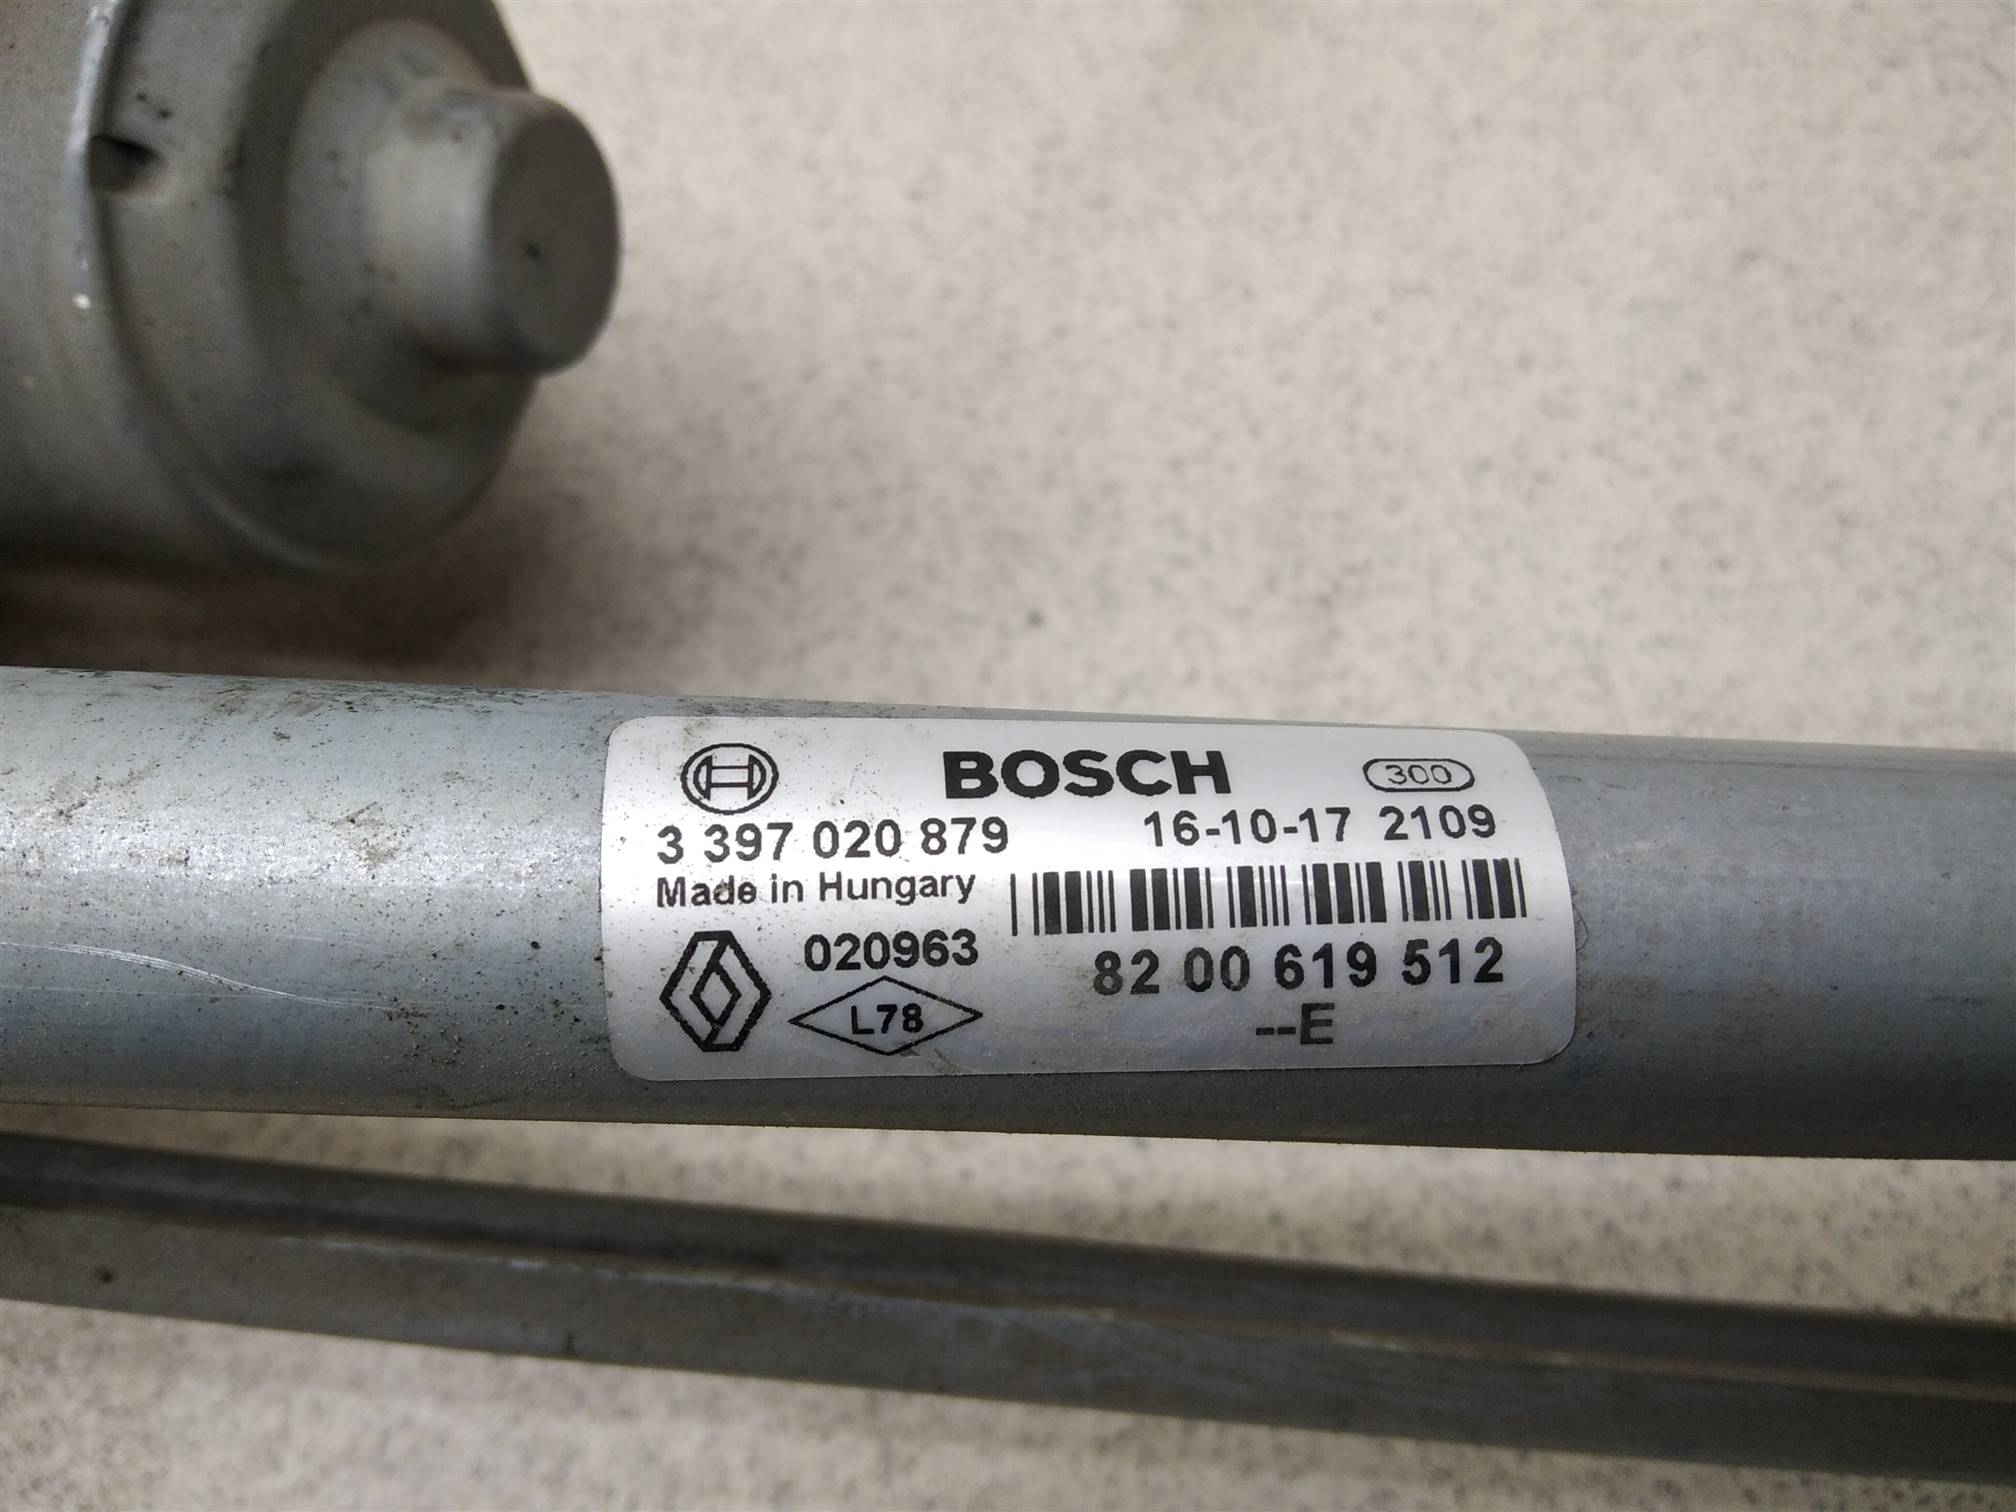 BOSCH 300
3 397 020 879 16-10-17 2109
Made in Hungary
020963 82 00 619 512
L78 --E